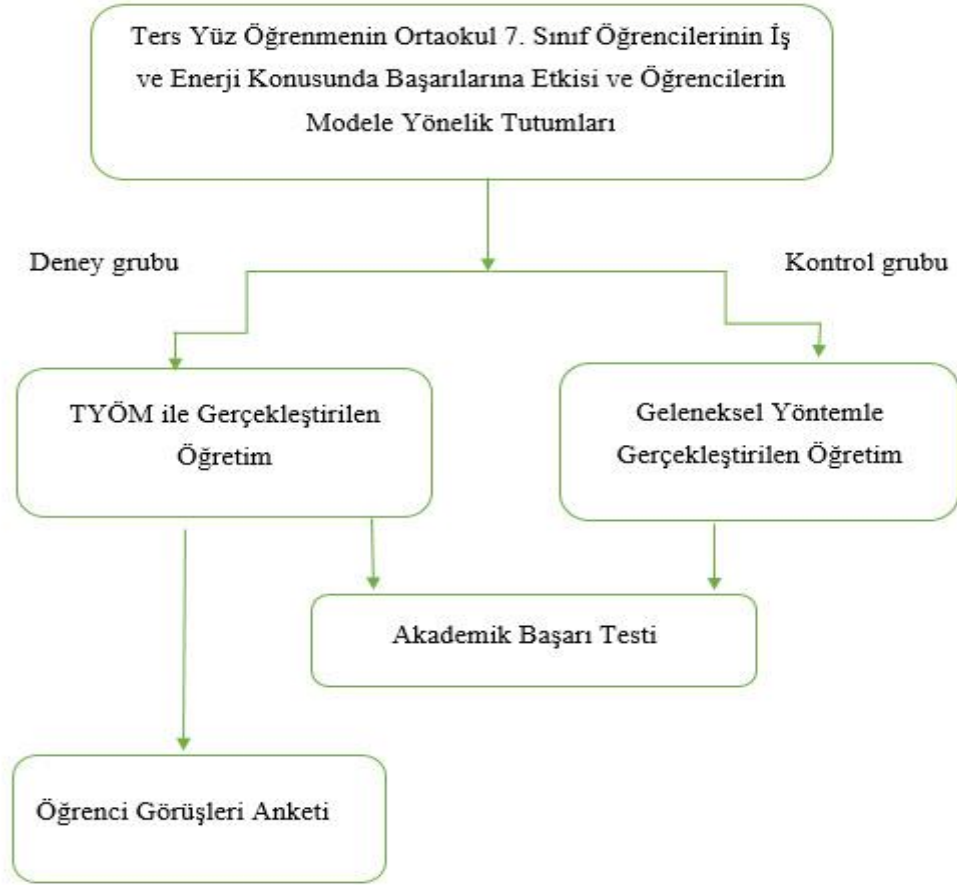 Ters Yüz Öğrenmenin Ortaokul 7. Sınıf Öğrencilerinin İş
ve Enerji Konusunda Başarılarına Etkisi ve Öğrencilerin
Modele Yönelik Tutumları
Deney grubu
Kontrol grubu
TYÖM ile Gerçekleştirilen
Öğretim
Geleneksel Yöntemle
Gerçekleştirilen Öğretim
Akademik Başarı Testi
Öğrenci Görüşleri Anketi